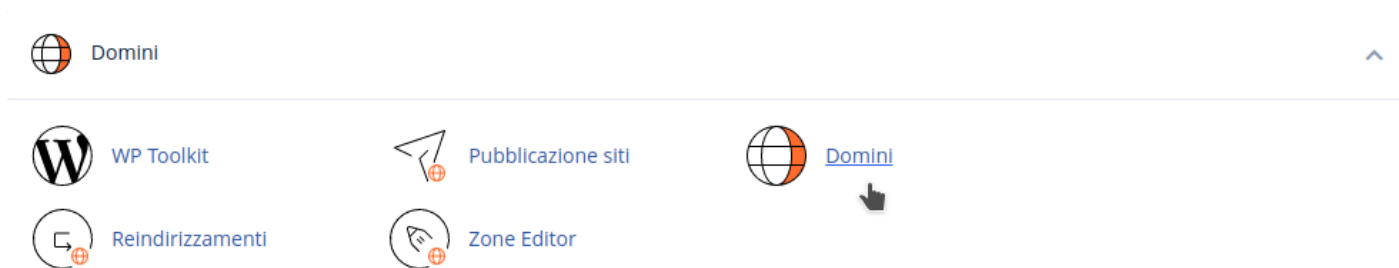 Domini
WP Toolkit Pubblicazione siti Domini
Reindirizzamenti Zone Editor